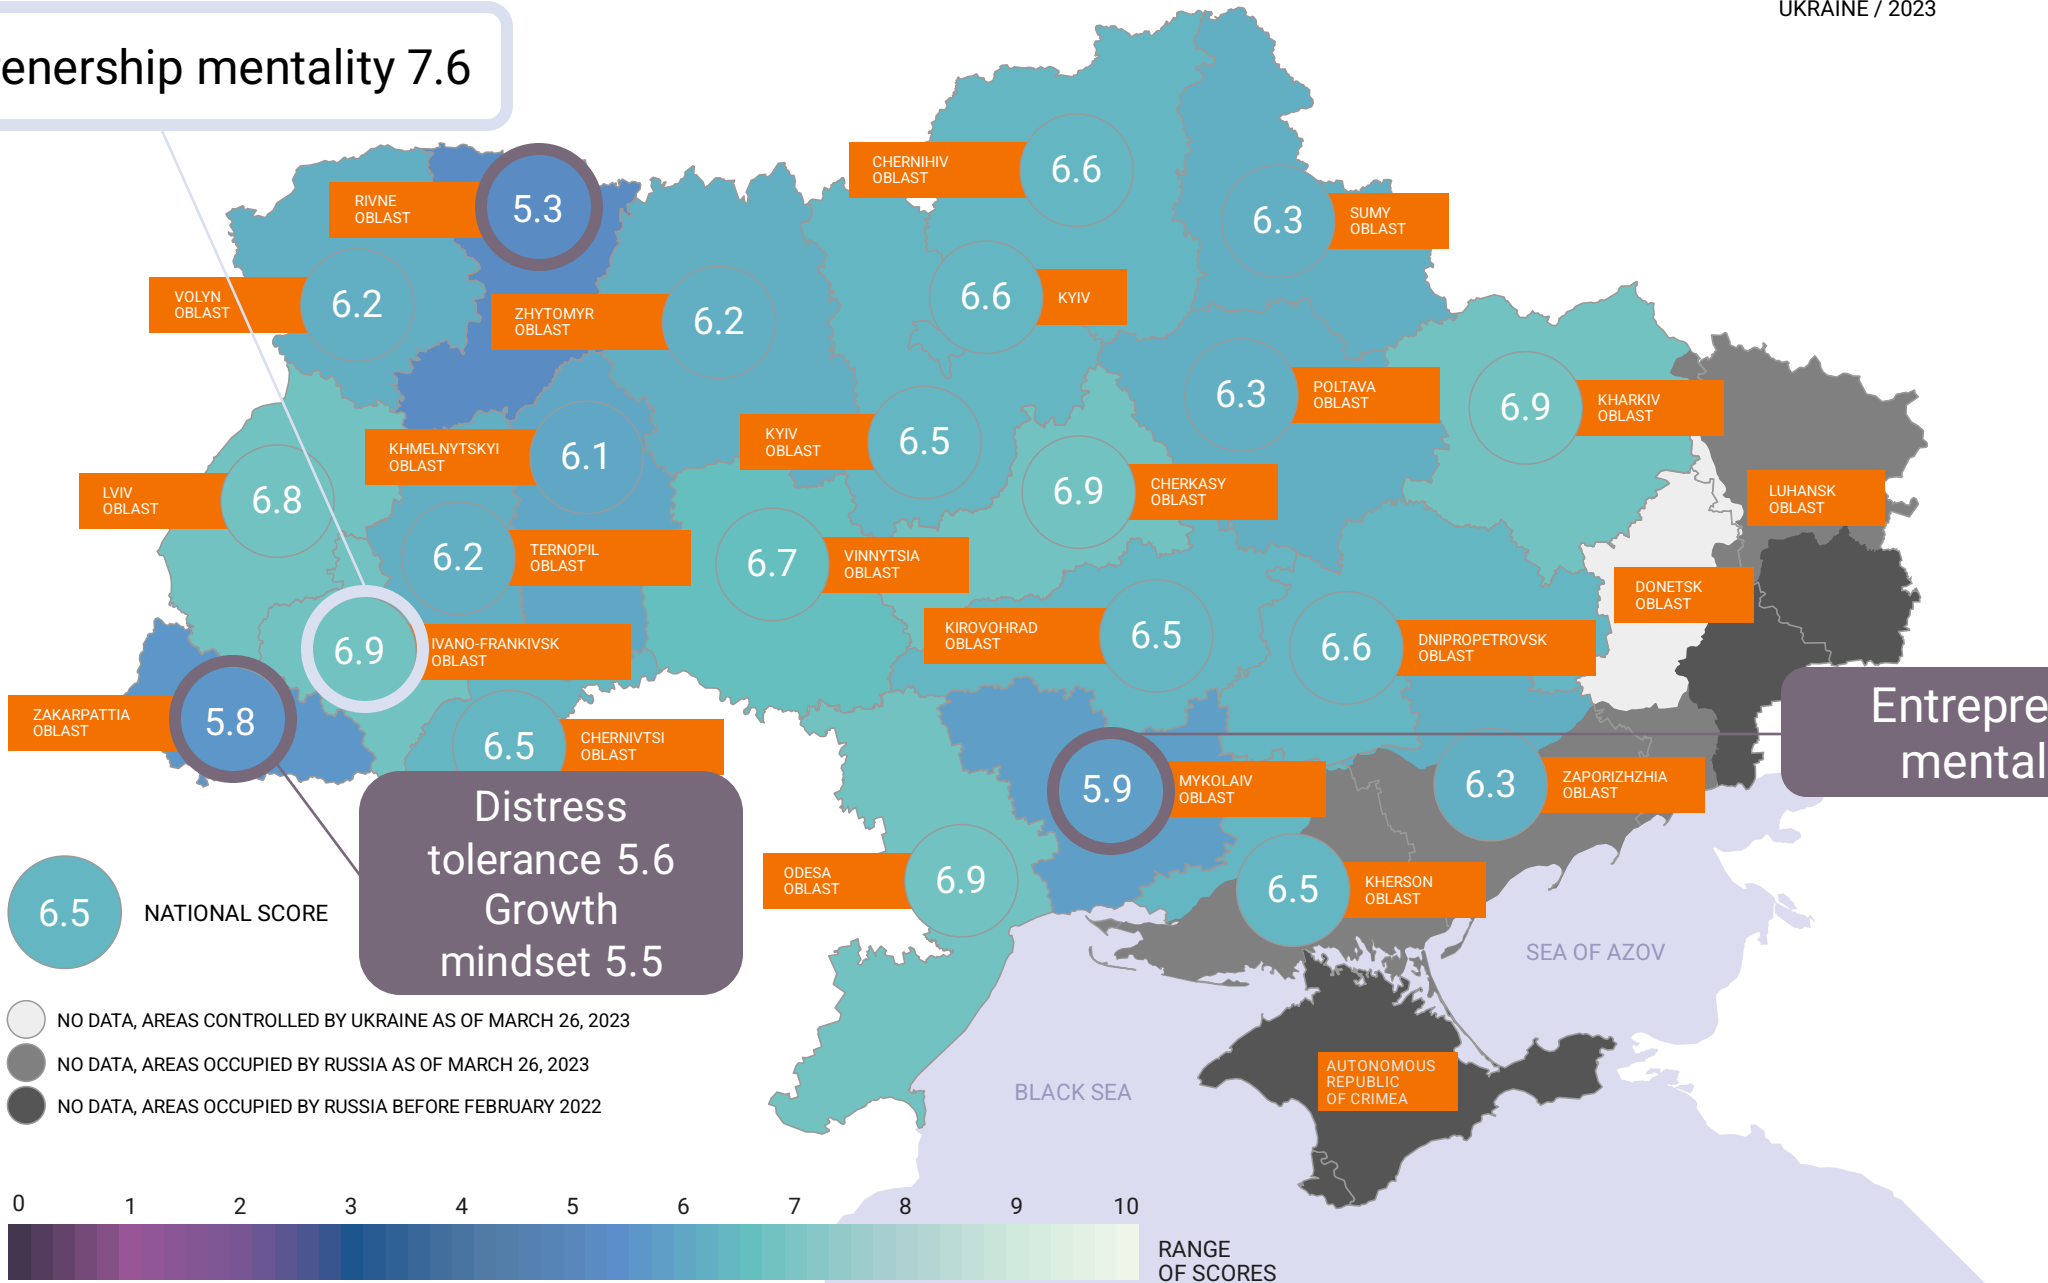 UKRAINE / 2023
enership mentality 7.6
CHERNIHIV
OBLAST
6.6
RIVNE
OBLAST
5.3
6.3
SUMY
OBLAST
VOLYN
OBLAST
6.2
ZHYTOMYR
OBLAST
6.2
6.6
KYIV
6.3
POLTAVA
OBLAST
6.9
KHARKIV
OBLAST
KHMELNYTSKYI
OBLAST
6.1
KYIV
OBLAST
6.5
LVIV
OBLAST
6.8
6.9
CHERKASY
OBLAST
LUHANSK
OBLAST
6.2
TERNOPIL
OBLAST
6.7
VINNYTSIA
OBLAST
DONETSK
OBLAST
6.9
IVANO-FRANKIVSK
OBLAST
KIROVOHRAD
OBLAST
6.5
6.6
DNIPROPETROVSK
OBLAST
ZAKARPATTIA
OBLAST
5.8
6.5
CHERNIVTSI
OBLAST
Entrepre
mental
5.9
MYKOLAIV
OBLAST
6.3
ZAPORIZHZHIA
OBLAST
Distress
tolerance 5.6
Growth
mindset 5.5
ODESA
OBLAST
6.9
6.5
KHERSON
OBLAST
6.5
NATIONAL SCORE
SEA OF AZOV
NO DATA, AREAS CONTROLLED BY UKRAINE AS OF MARCH 26, 2023
NO DATA, AREAS OCCUPIED BY RUSSIA AS OF MARCH 26, 2023
NO DATA, AREAS OCCUPIED BY RUSSIA BEFORE FEBRUARY 2022
BLACK SEA
AUTONOMOUS
REPUBLIC
OF CRIMEA
0 1 2 3 4 5 6 7 8 9 10
RANGE
OF SCORES